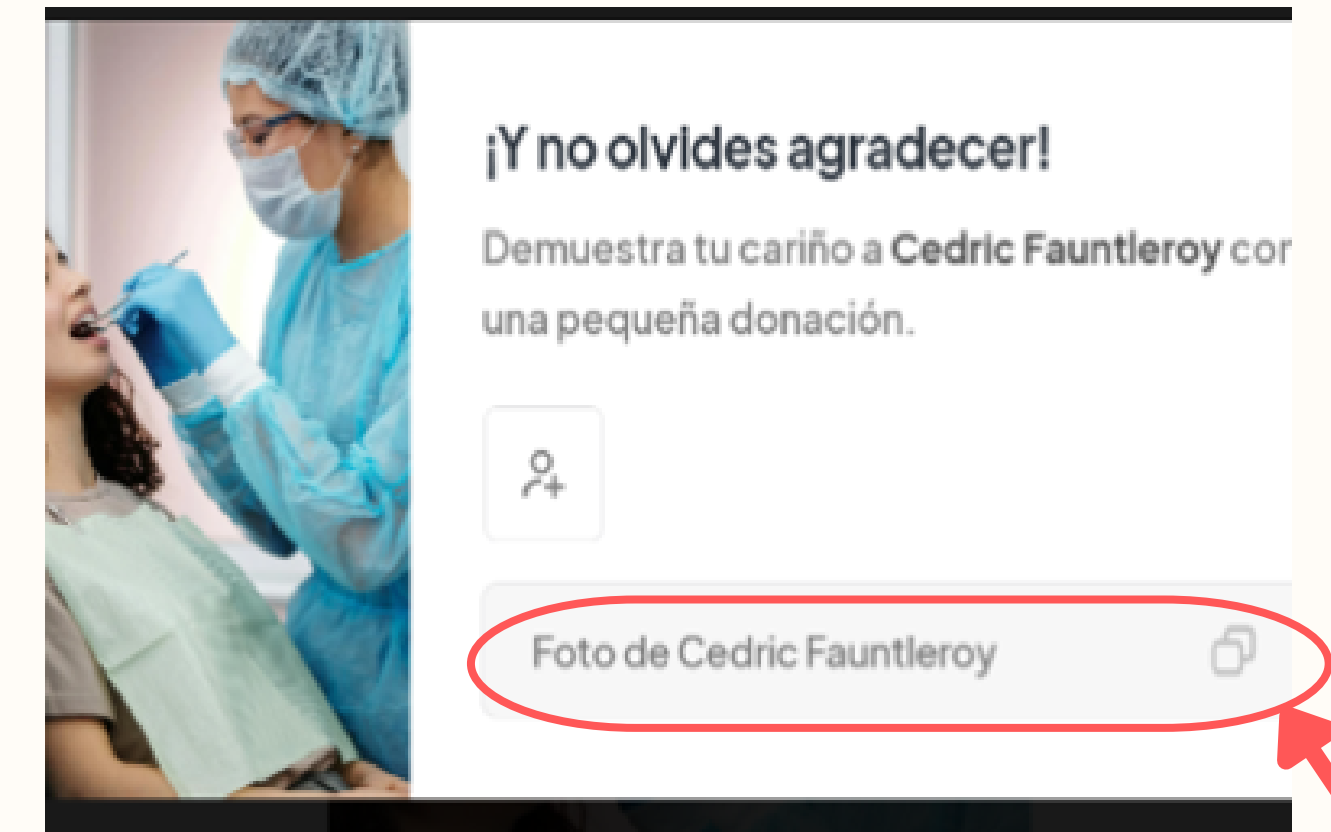 ¡Y no olvides agradecer!
Demuestra tu cariño a Cedric Fauntleroy con
una pequeña donación.
Foto de Cedric Fauntleroy